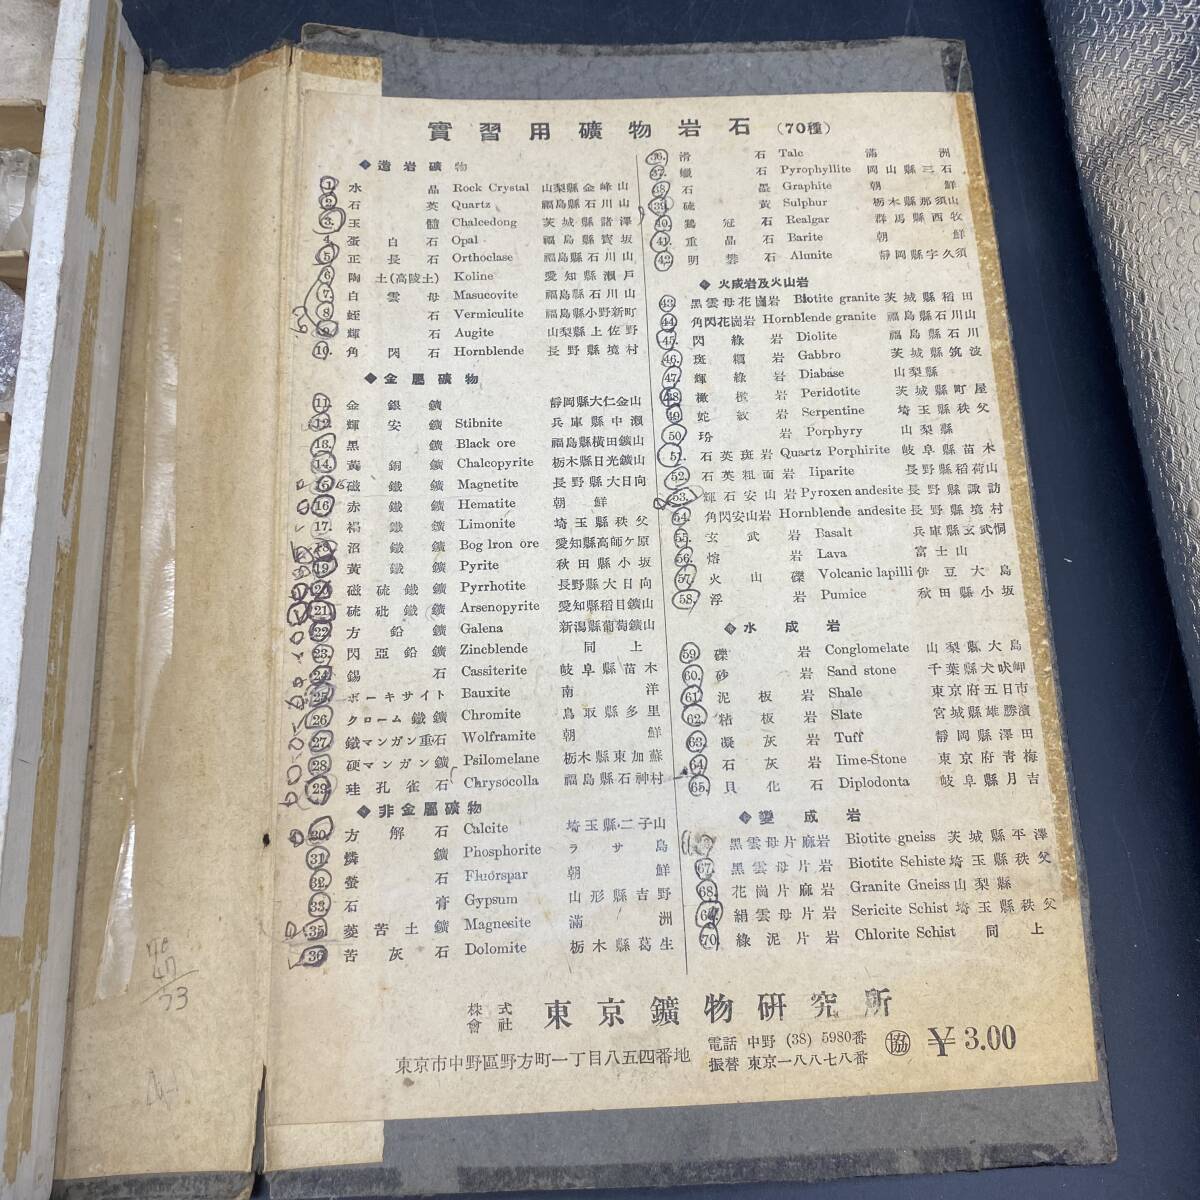 實習用礦物岩石 (70種)
◆造岩礦物
1. 水晶 Rock Crystal 山梨縣金峰山
2. 石英 Quartz 福島縣石川山
3. 玉髓 Chalcedong 茨城縣諸澤
4. 蛋白石 Opal 福島縣寳坂
5. 正長石 Orthoclase 福島縣石川山
6. 陶土(高陵土) Koline 愛知縣瀬戸
7. 白雲母 Masucovite 福島縣石川山
8. 蛭石 Vermiculite 福島縣小野新町
9. 輝石 Augite 山梨縣上佐野
10. 角閃石 Hornblende 長野縣境村
◆金屬礦物
11. 金銀鑛 靜岡縣大仁金山
12. 輝安鑛 Stibnite 兵庫縣中瀬
13. 黑鑛 Black ore 福島縣横田鑛山
14. 黃銅鑛 Chalcopyrite 栃木縣日光鑛山
15. 磁鐵鑛 Magnetite 長野縣大日向
16. 赤鐵鑛 Hematite 朝鮮
17. 褐鐵鑛 Limonite 埼玉縣秩父
18. 沼鐵鑛 Bog lron ore 愛知縣高師ケ原
19. 黃鐵鑛 Pyrite 秋田縣小坂
20. 磁硫鐵鑛 Pyrrhotite 長野縣大日向
21. 硫砒鐵鑛 Arsenopyrite 愛知縣稻目鑛山
22. 方鉛鑛 Galena 新潟縣葡萄鑛山
23. 閃亞鉛鑛 Zincblende 同上
24. 錫石 Cassiterite 岐阜縣苗木
25. ボーキサイト Bauxite 南洋
26. クローム鐵鑛 Chromite 鳥取縣多里
27. 鐵マンガン重石 Wolframite 朝鮮
28. 硬マンガン鑛 Psilomelane 栃木縣東加蘇
29. 珪孔雀石 Chrysocolla 福島縣石神村
◆非金屬礦物
30. 方解石 Calcite 埼玉縣二子山
31. 燐鑛 Phosphorite ラサ島
32. 螢石 Fluorspar 朝鮮
33. 石膏 Gypsum 山形縣吉野
35. 菱苦土鑛 Magnesite 滿洲
36. 苦灰石 Dolomite 栃木縣葛生
36. 滑石 Talc 滿洲
37. 蠟石 Pyrophyllite 岡山縣三石
38. 石墨 Graphite 朝鮮
39. 硫黃 Sulphur 栃木縣那須山
40. 鷄冠石 Realgar 群馬縣西牧
41. 重晶石 Barite 朝鮮
42. 明礬石 Alunite 靜岡縣宇久須
◆火成岩及火山岩
43. 黑雲母花崗岩 Biotite granite 茨城縣稻田
44. 角閃花崗岩 Hornblende granite 福島縣石川山
45. 閃綠岩 Diolite 福島縣石川
46. 斑糲岩 Gabbro 茨城縣筑波
47. 輝綠岩 Diabase 山梨縣
48. 橄欖岩 Peridotite 茨城縣町屋
49. 蛇紋岩 Serpentine 埼玉縣秩父
50. 玢岩 Porphyry 山梨縣
51. 石英斑岩 Quartz Porphirite 岐阜縣苗木
52. 石英粗面岩 Iiparite 長野縣稻荷山
53. 輝石安山岩 Pyroxen andesite 長野縣諏訪
54. 角閃安山岩 Hornblende andesite 長野縣境村
55. 玄武岩 Basalt 兵庫縣玄武洞
56. 熔岩 Lava 富士山
57. 火山礫 Volcanic lapilli 伊豆大島
58. 浮岩 Pumice 秋田縣小坂
◆水成岩
59. 礫岩 Conglomelate 山梨縣大島
60. 砂岩 Sand stone 千葉縣犬吠岬
61. 泥板岩 Shale 東京府五日市
62. 粘板岩 Slate 宮城縣雄勝濱
63. 凝灰岩 Tuff 靜岡縣澤田
64. 石灰岩 Iime-Stone 東京府靑梅
65. 貝化石 Diplodonta 岐阜縣月吉
◆變成岩
黑雲母片麻岩 Biotite gneiss 茨城縣平澤
67. 黑雲母片岩 Biotite Sehiste 埼玉縣秩父
68. 花崗片麻岩 Granite Gneiss 山梨縣
69. 絹雲母片岩 Sericite Schist 埼玉縣秩父
70. 綠泥片岩 Chlorite Schist 同上
株式會社 東京鑛物研究所
東京市中野區野方町一丁目八五四番地
電話 中野 (38) 5980番
振替 東京一八八七八番
協 ¥3.00
70
47
73